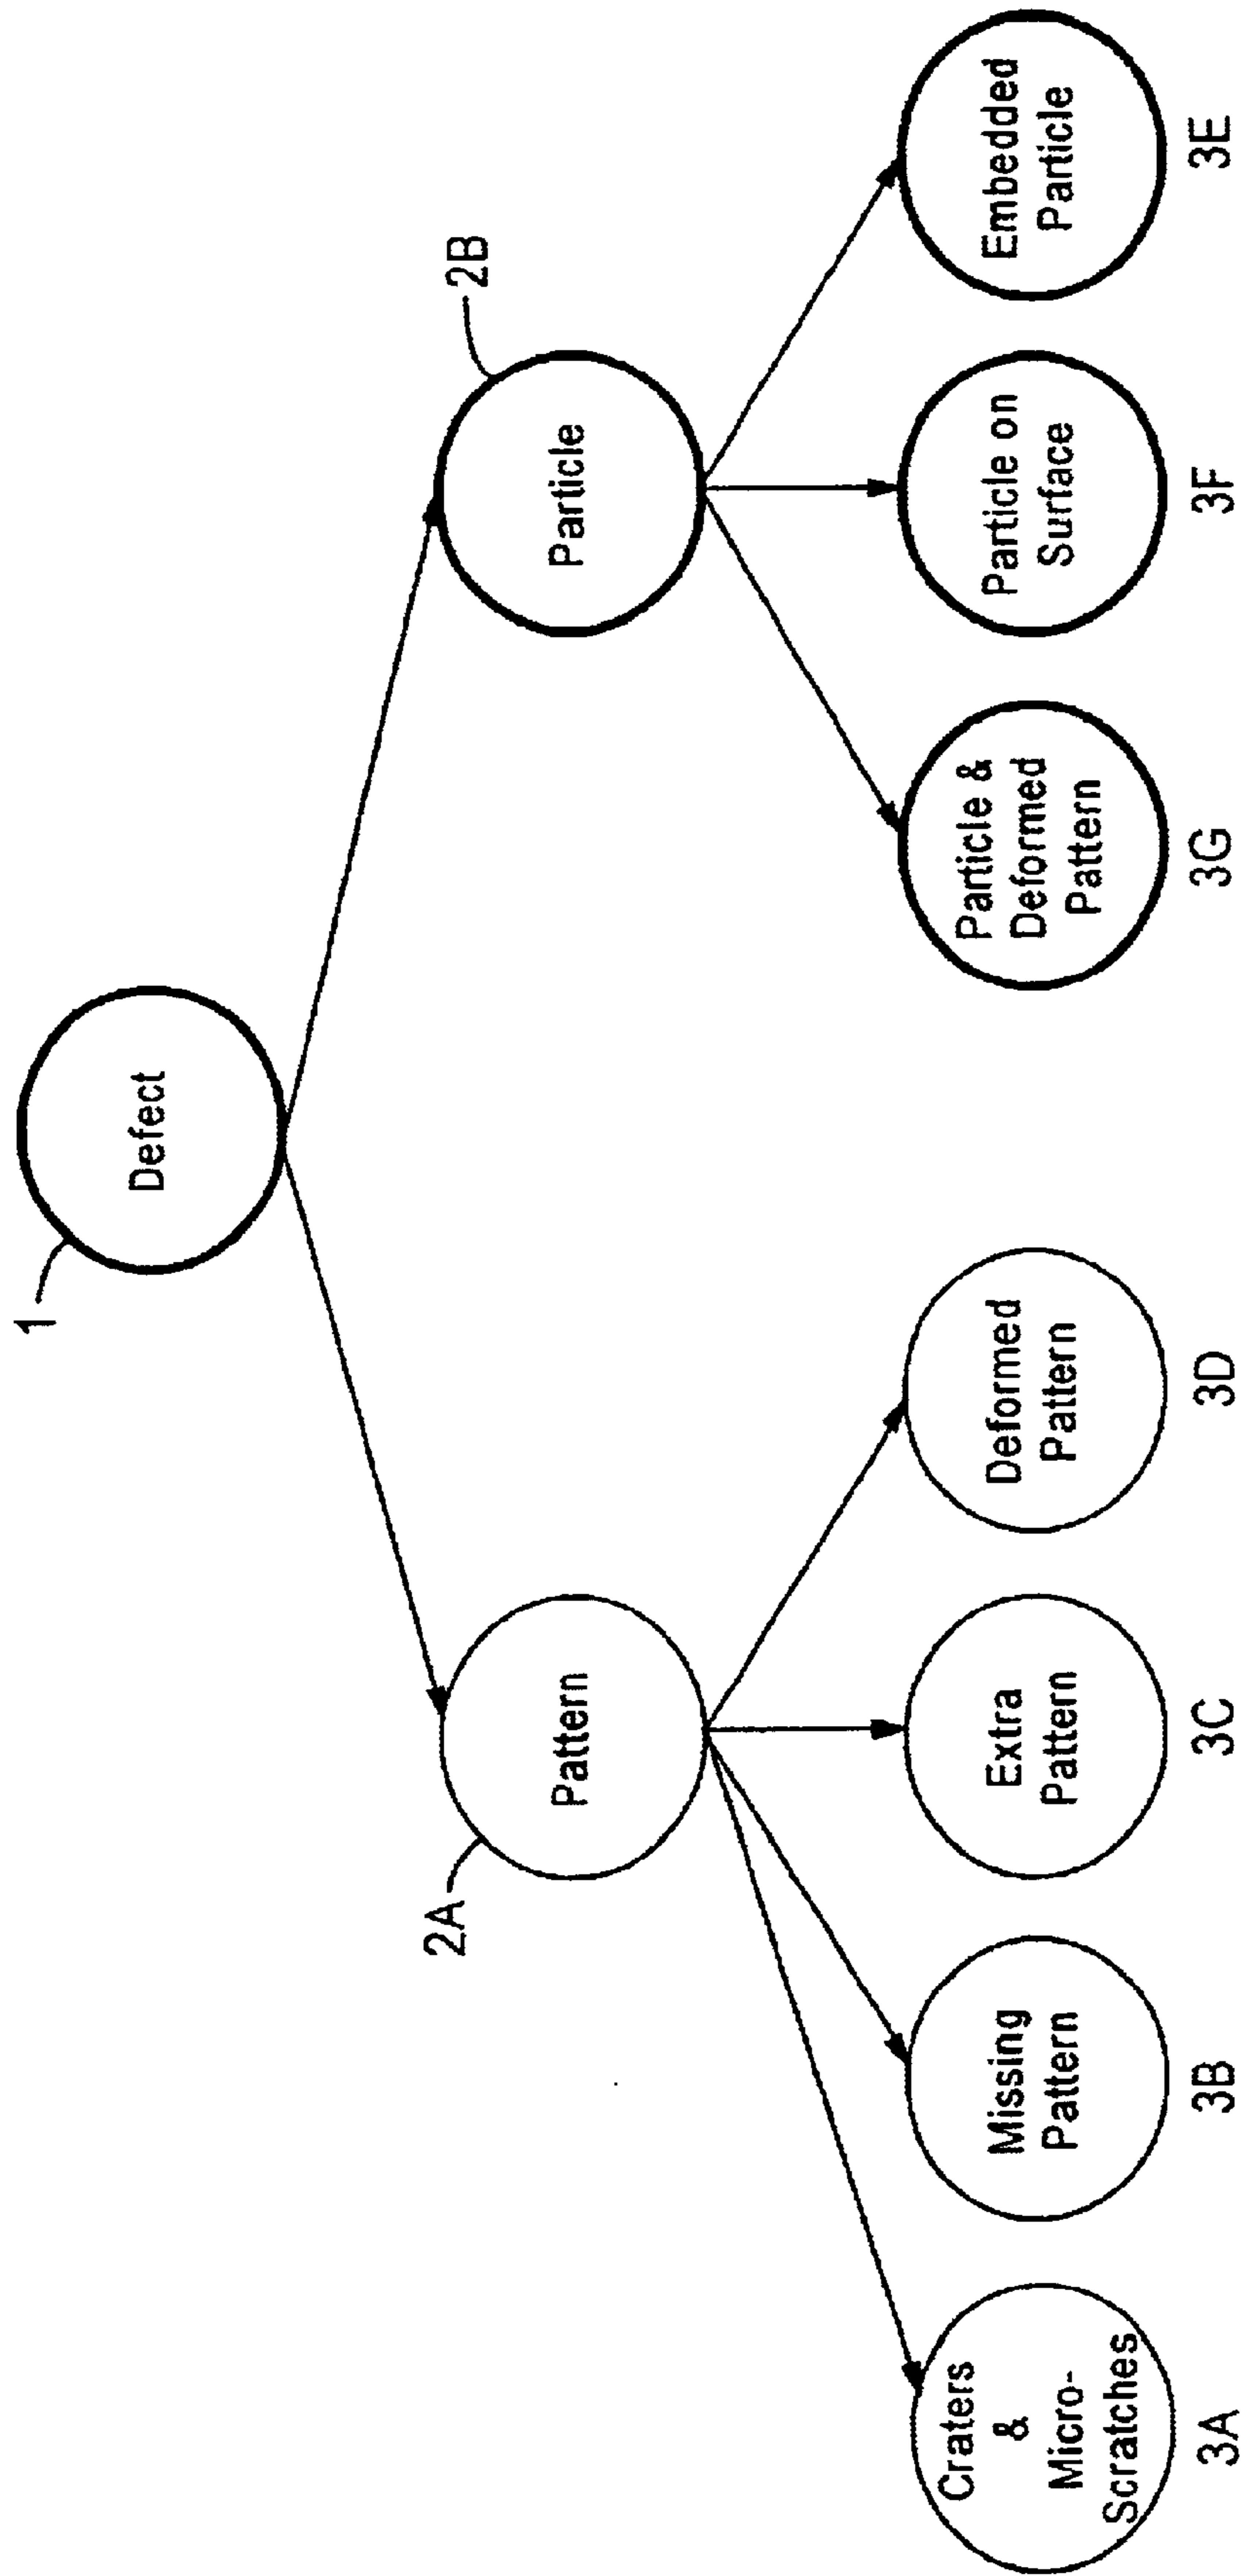 1
Defect
2A
Pattern
Particle
2B
Craters
&
Micro-
Scratches
Missing
Pattern
Extra
Pattern
Deformed
Pattern
Particle &
Deformed
Pattern
Particle on
Surface
Embedded
Particle
3A
3B
3C
3D
3G
3F
3E